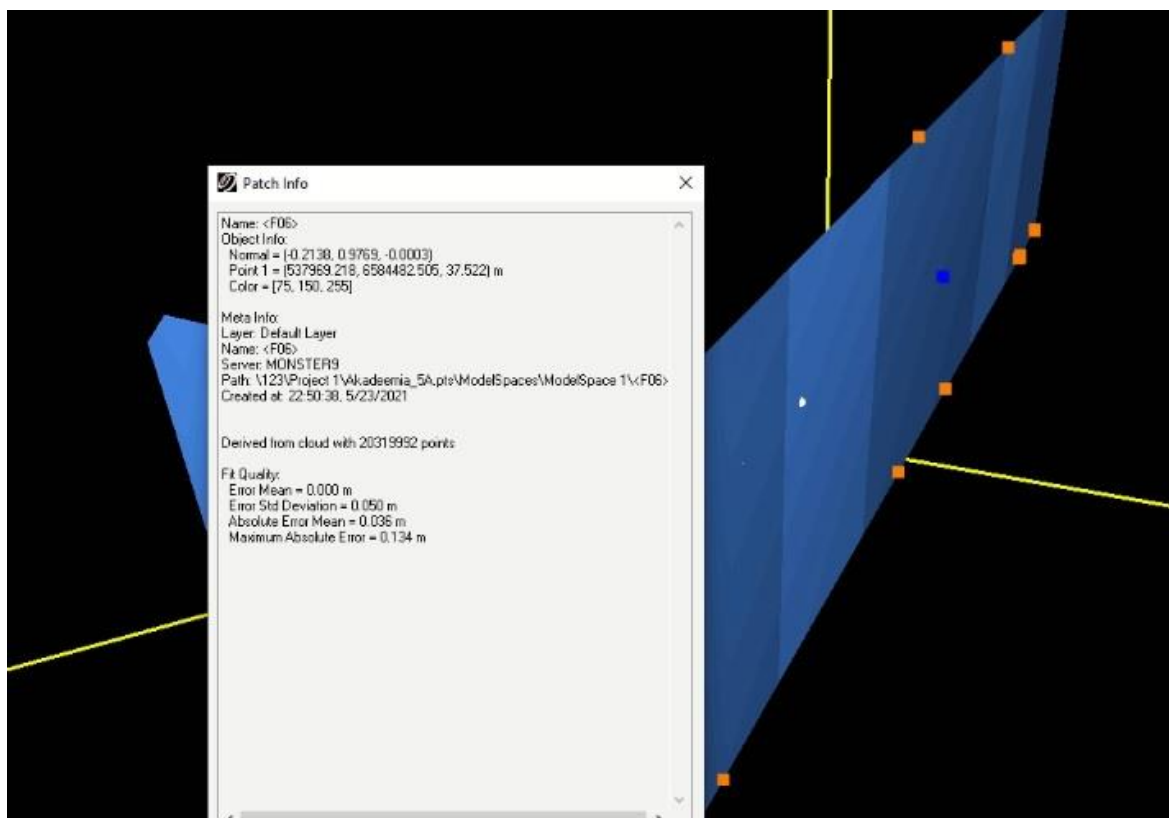 Patch Info
Name: <F06>
Object Info:
Normal = (-0.2138, 0.9769, -0.0003)
Point 1 = (537969.218, 6584482.505, 37.522) m
Color = [75, 150, 255]
Meta Info:
Layer: Default Layer
Name: <F06>
Server: MONSTER9
Path: \123\Project 1\Akadeemia_5A.pts\ModelSpaces\ModelSpace 1\<F06>
Created at: 22:50:38, 5/23/2021
Derived from cloud with 20319992 points
Fit Quality:
Error Mean = 0.000 m
Error Std Deviation = 0.050 m
Absolute Error Mean = 0.036 m
Maximum Absolute Error = 0.134 m